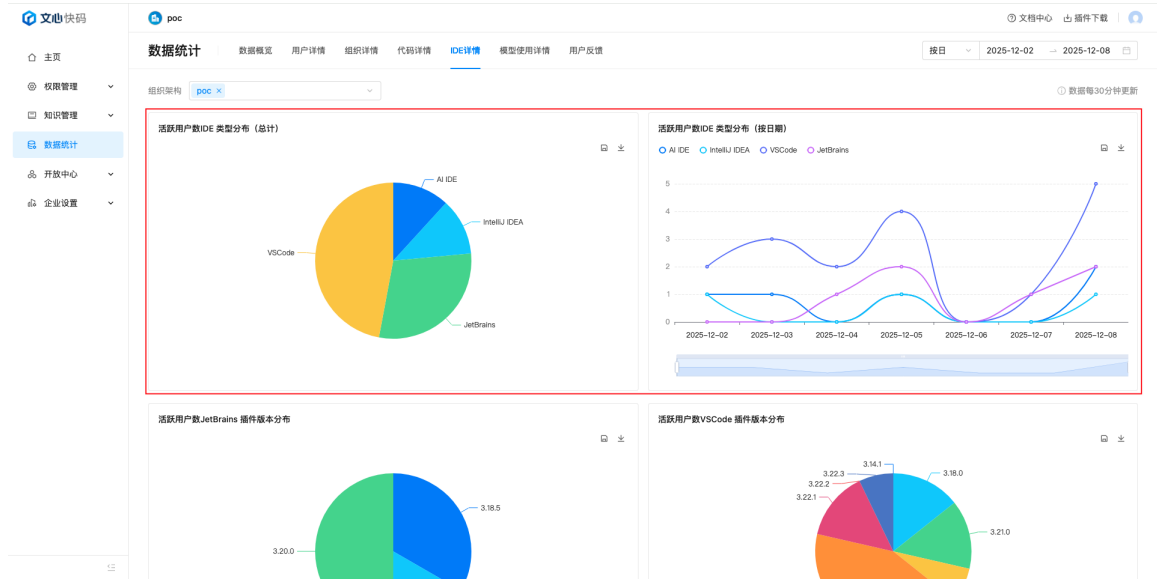 文心快码
poc
文档中心 插件下载
主页
权限管理
知识管理
数据统计
开放中心
企业设置
数据统计
数据概览 用户详情 组织详情 代码详情 IDE详情 模型使用详情 用户反馈
按日 2025-12-02 → 2025-12-08
组织架构 poc ×
数据每30分钟更新
活跃用户数IDE 类型分布（总计）
AI IDE
IntelliJ IDEA
VSCode
JetBrains
活跃用户数IDE 类型分布（按日期）
AI IDE IntelliJ IDEA VSCode JetBrains
5
4
3
2
1
0
2025-12-02 2025-12-03 2025-12-04 2025-12-05 2025-12-06 2025-12-07 2025-12-08
活跃用户数JetBrains 插件版本分布
3.18.5
3.20.0
活跃用户数VSCode 插件版本分布
3.14.1
3.22.3
3.18.0
3.22.2
3.22.1
3.21.0